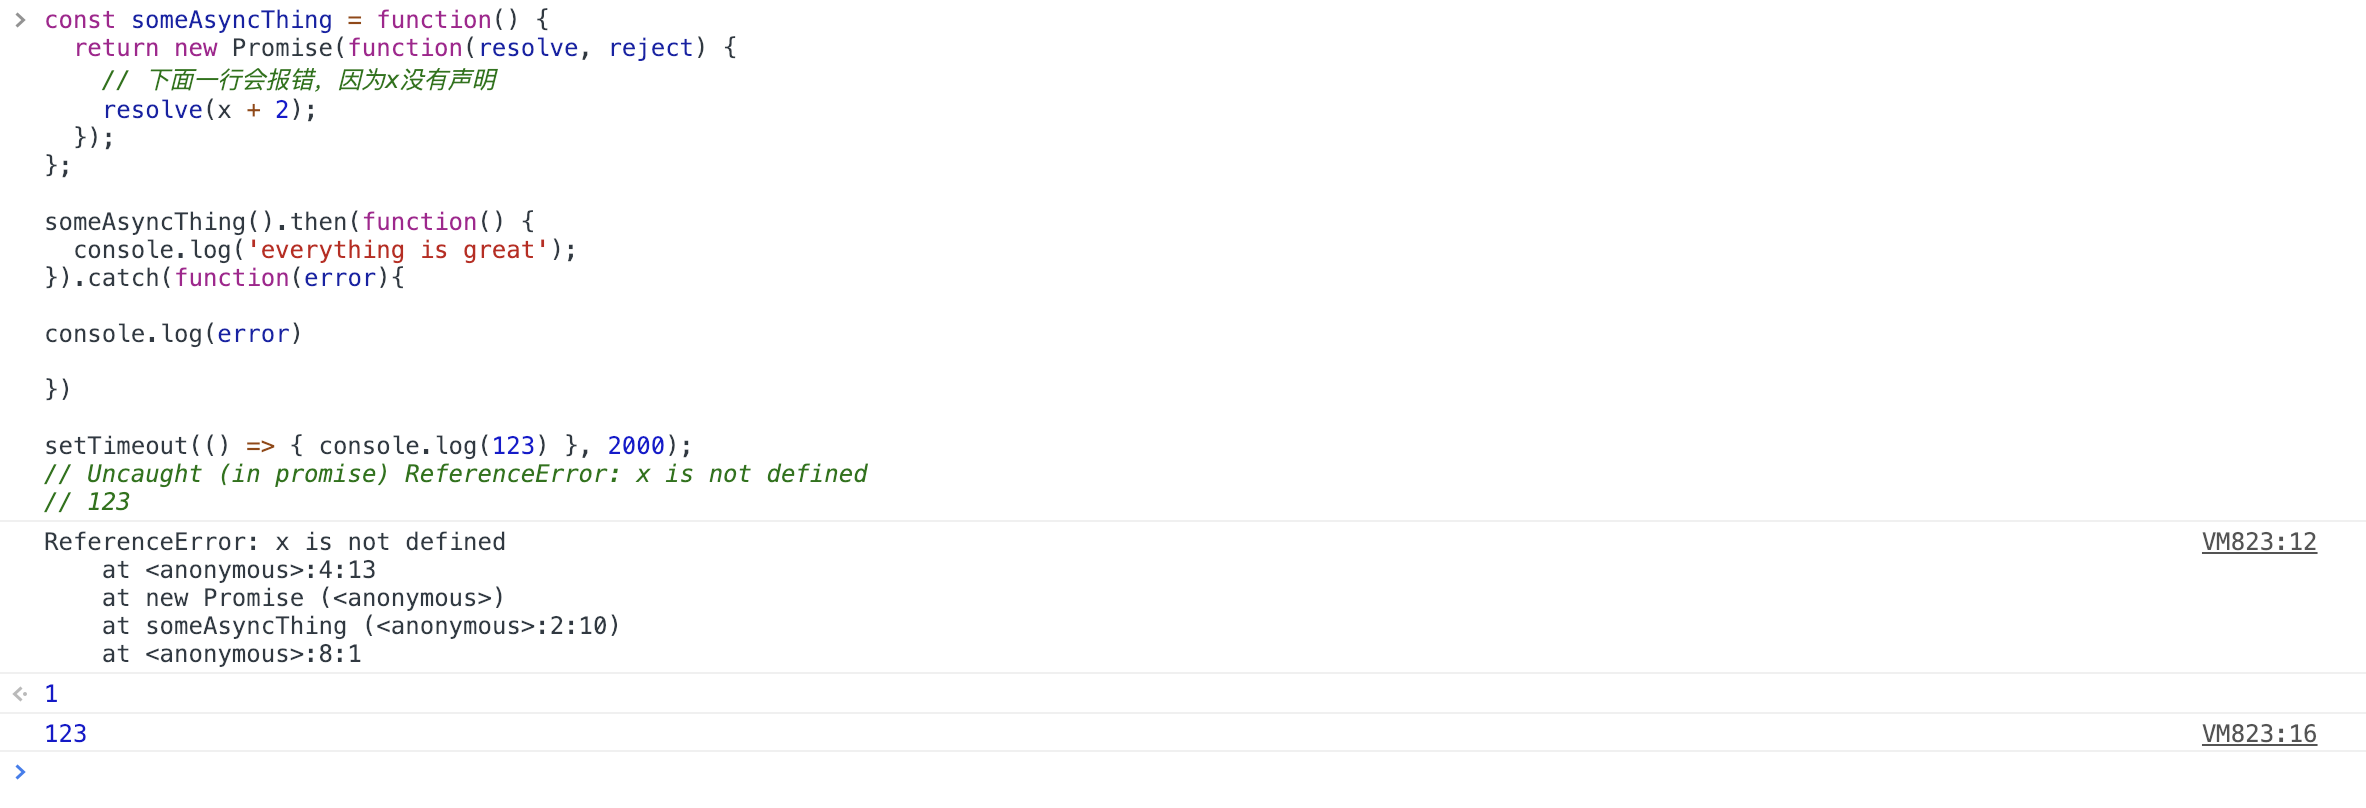 const someAsyncThing = function() {
  return new Promise(function(resolve, reject) {
    // 下面一行会报错，因为x没有声明
    resolve(x + 2);
  });
};
someAsyncThing().then(function() {
  console.log('everything is great');
}).catch(function(error){
console.log(error)
})
setTimeout(() => { console.log(123) }, 2000);
// Uncaught (in promise) ReferenceError: x is not defined
// 123
ReferenceError: x is not defined VM823:12
    at <anonymous>:4:13
    at new Promise (<anonymous>)
    at someAsyncThing (<anonymous>:2:10)
    at <anonymous>:8:1
1
123 VM823:16